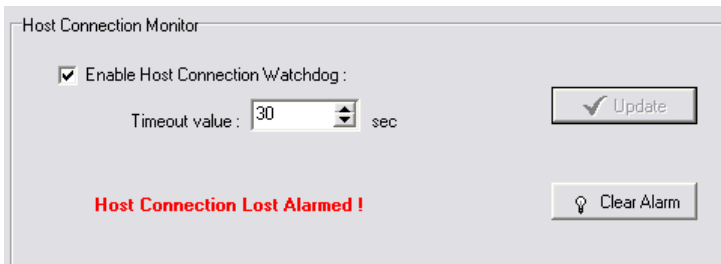 Host Connection Monitor
Enable Host Connection Watchdog :
Timeout value : 30 sec
Update
Host Connection Lost Alarmed !
Clear Alarm